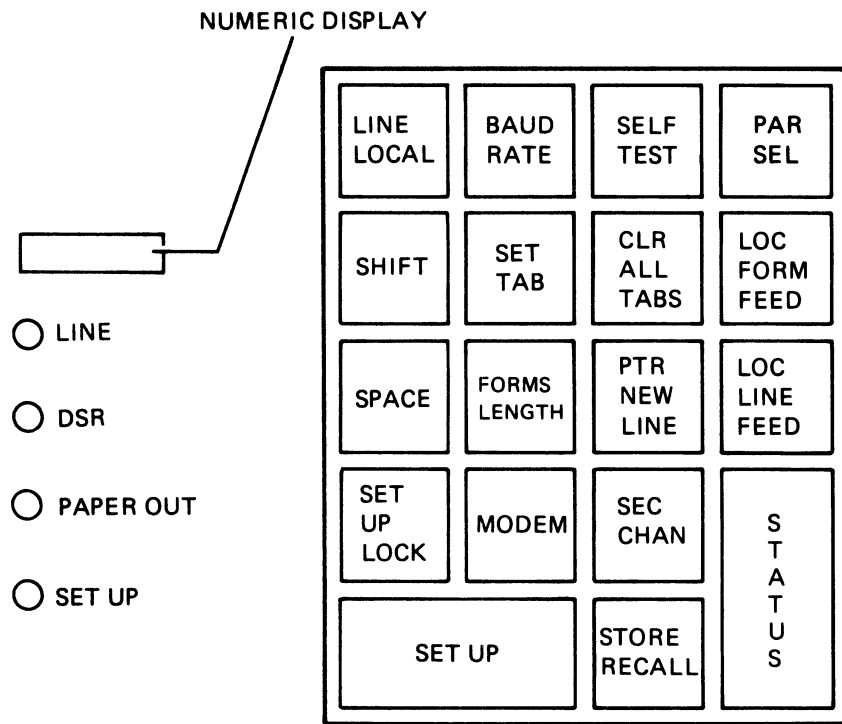 NUMERIC DISPLAY
LINE
DSR
PAPER OUT
SET UP
LINE
LOCAL
BAUD
RATE
SELF
TEST
PAR
SEL
SHIFT
SET
TAB
CLR
ALL
TABS
LOC
FORM
FEED
SPACE
FORMS
LENGTH
PTR
NEW
LINE
LOC
LINE
FEED
SET
UP
LOCK
MODEM
SEC
CHAN
STATUS
SET UP
STORE
RECALL